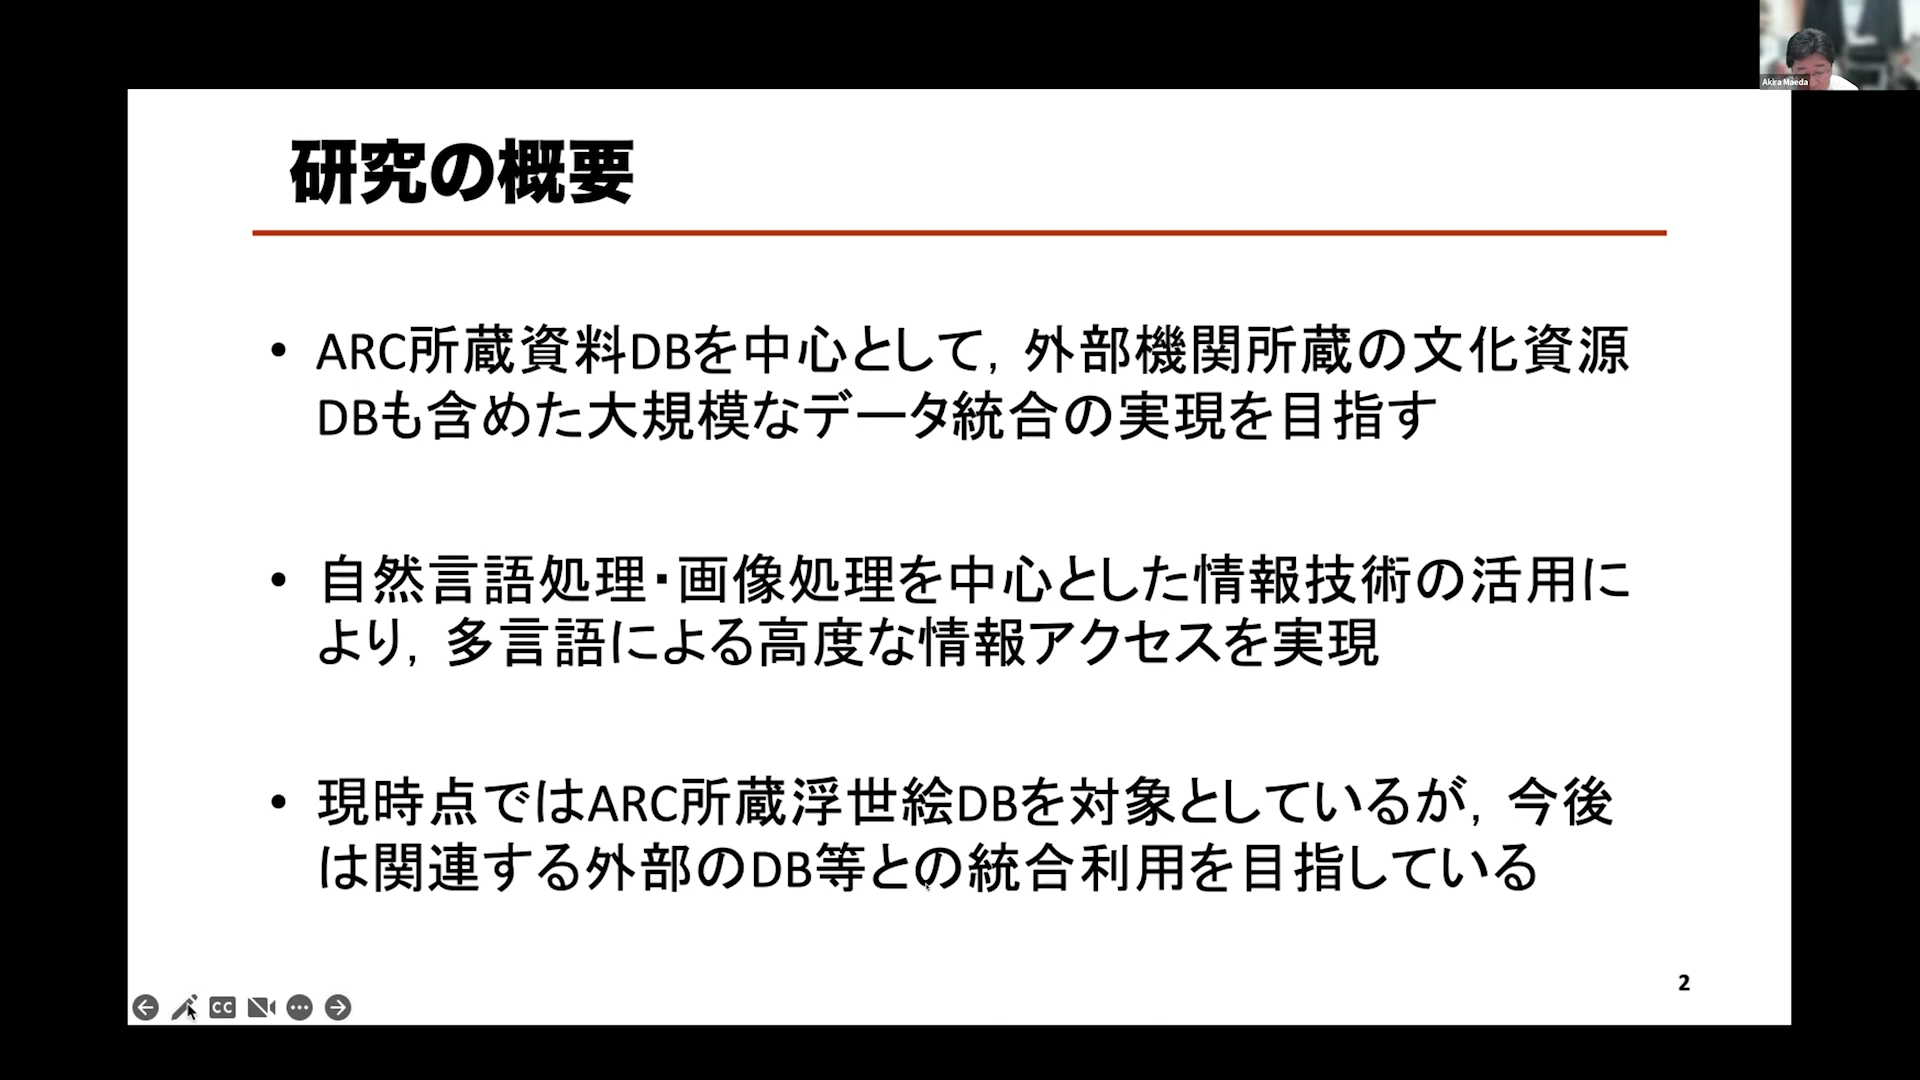 Akira Maeda
研究の概要
• ARC所蔵資料DBを中心として，外部機関所蔵の文化資源
DBも含めた大規模なデータ統合の実現を目指す
• 自然言語処理・画像処理を中心とした情報技術の活用に
より，多言語による高度な情報アクセスを実現
• 現時点ではARC所蔵浮世絵DBを対象としているが，今後
は関連する外部のDB等との統合利用を目指している
2
CC